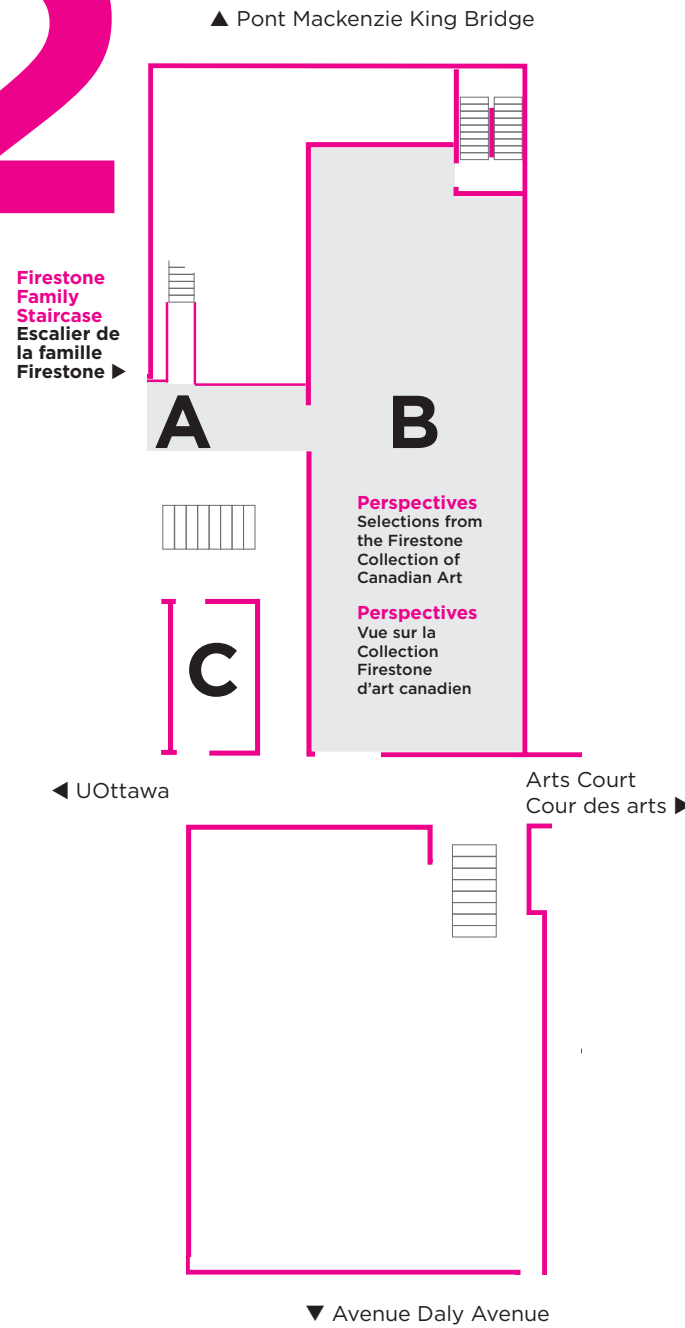 2
▲ Pont Mackenzie King Bridge
Firestone
Family
Staircase
Escalier de
la famille
Firestone ▶
A
B
Perspectives
Selections from
the Firestone
Collection of
Canadian Art
Perspectives
Vue sur la
Collection
Firestone
d'art canadien
C
◀ UOttawa
Arts Court
Cour des arts ▶
▼ Avenue Daly Avenue